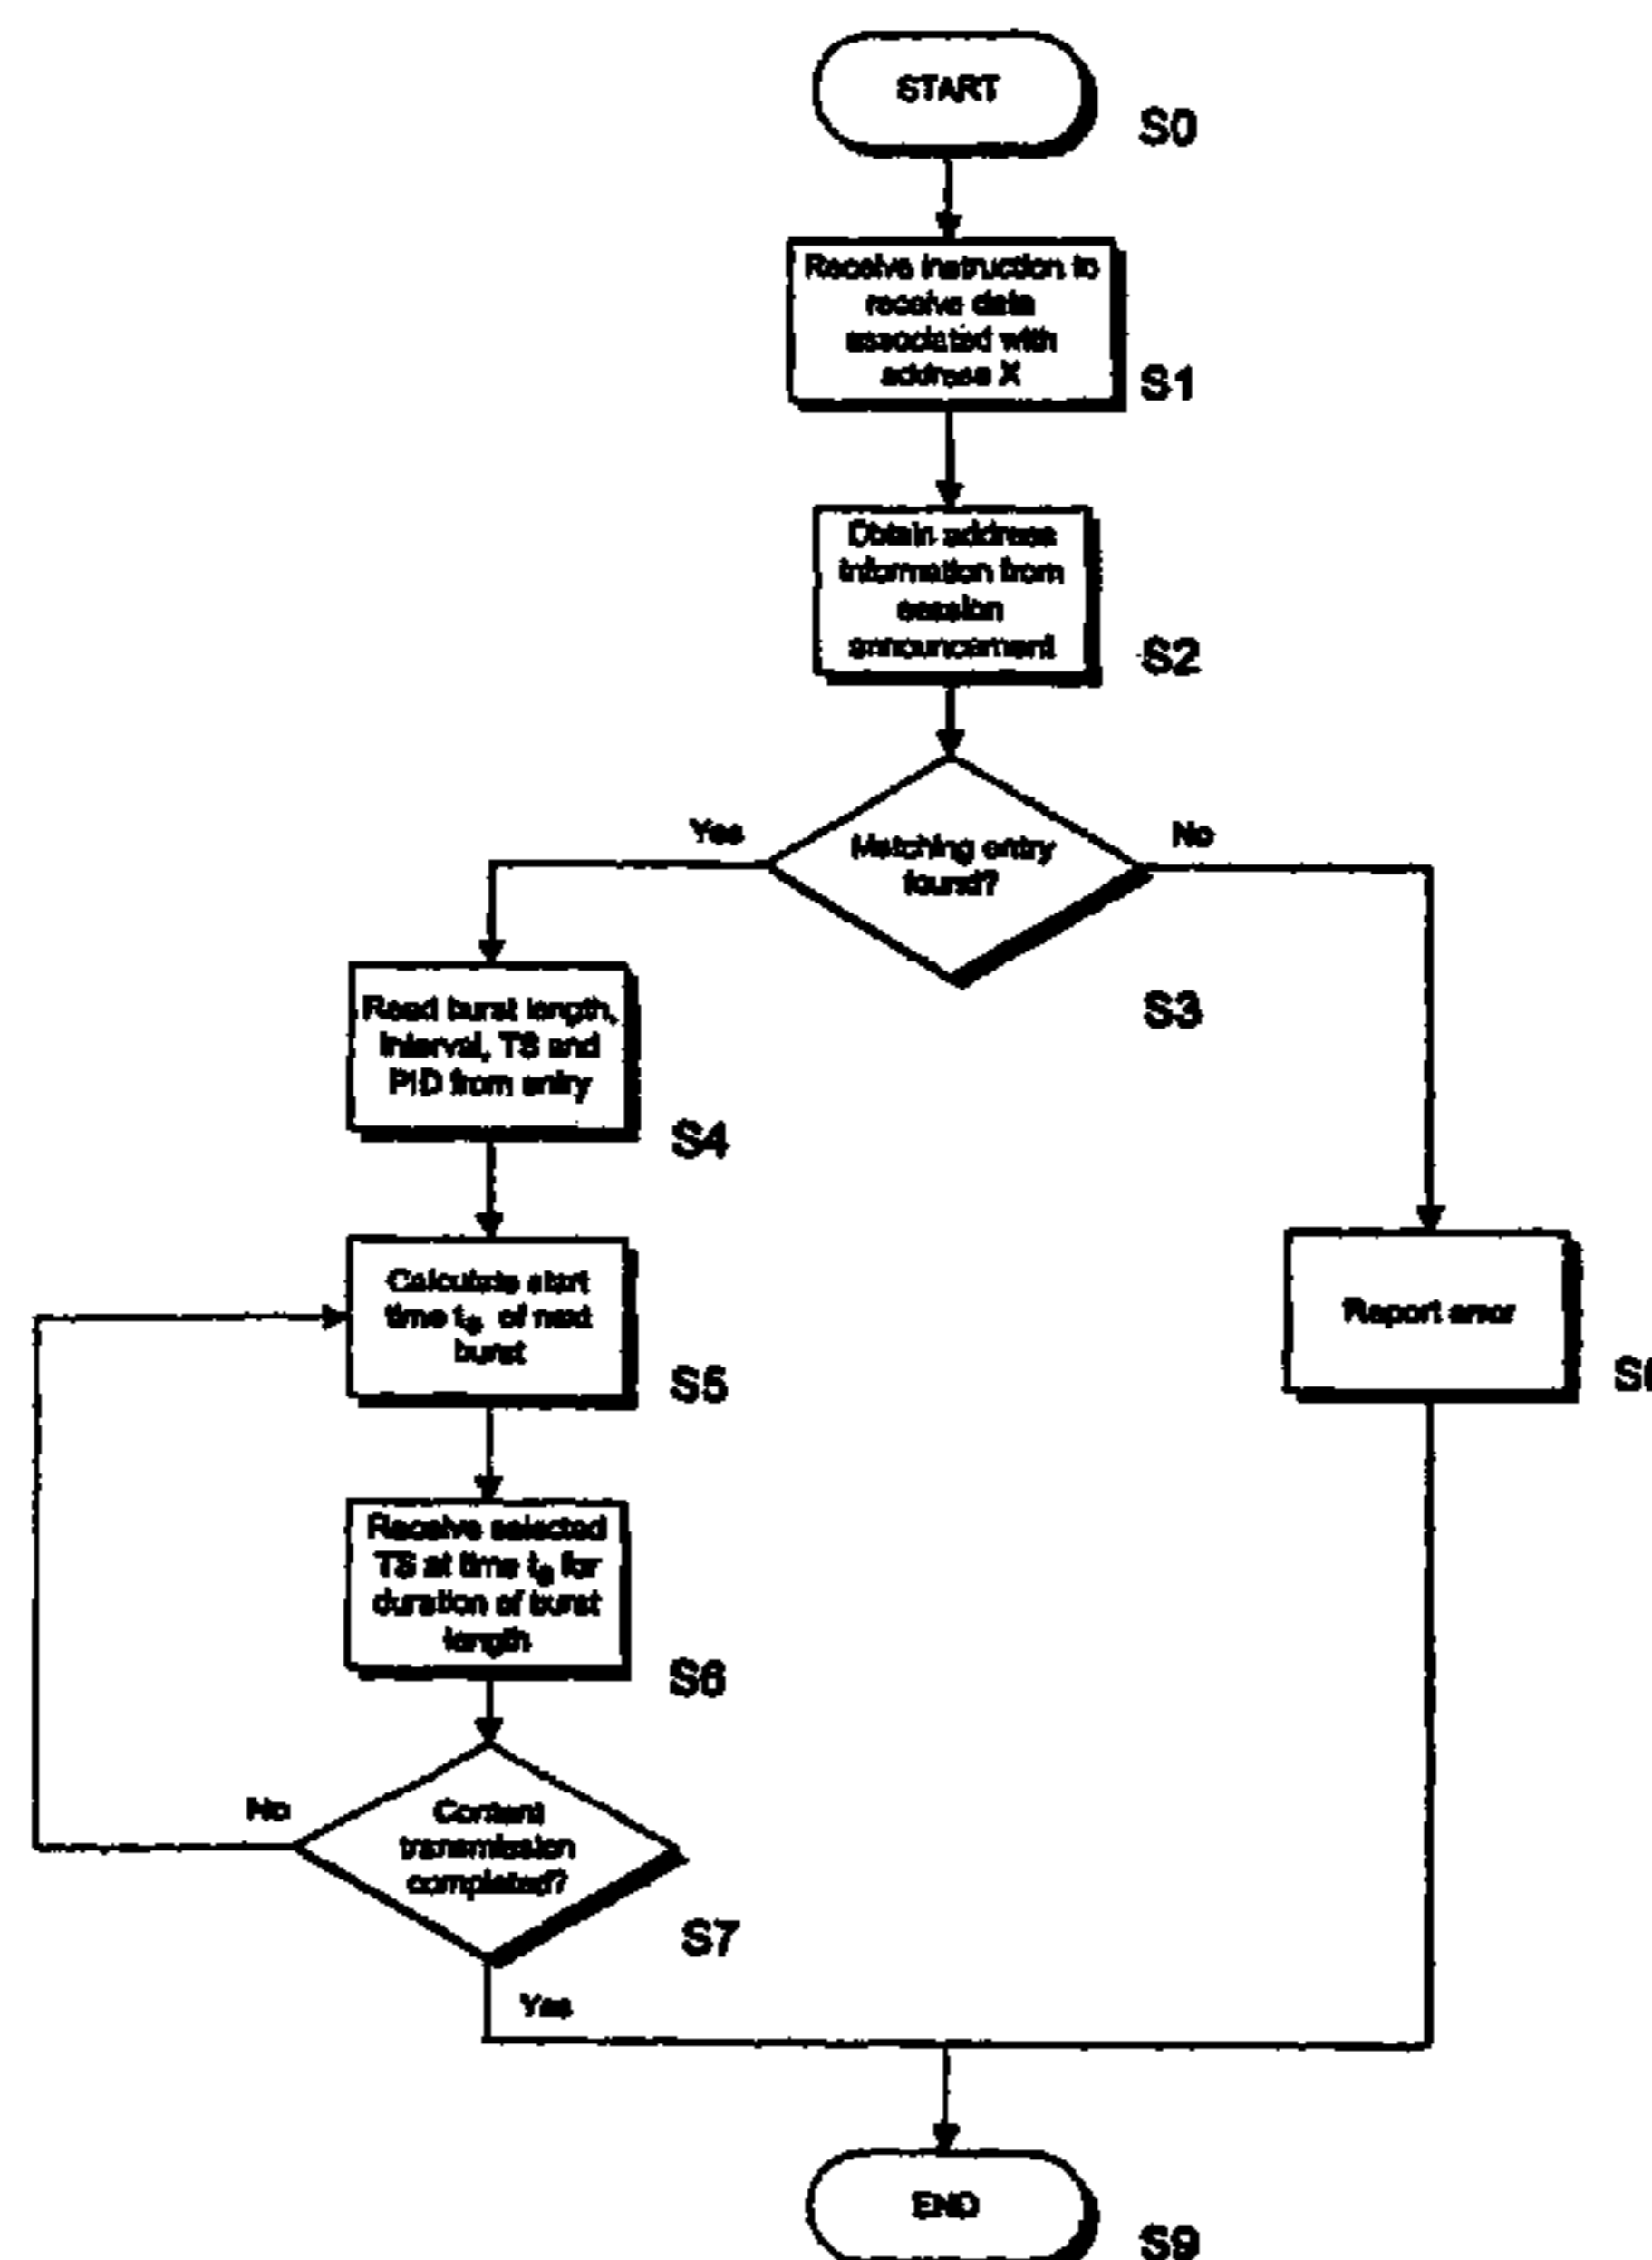 START
S0
Receive instruction to
receive data
associated with
address X
S1
Obtain address
information from
session
announcement
S2
Matching entry
found?
Yes
No
S3
Read burst length,
interval, TS and
PID from entry
S4
Calculate start
time ts of next
burst
S5
Report error
Receive selected
TS at time ts for
duration of burst
length
S6
Content
transmission
completed?
No
S7
Yes
END
S9